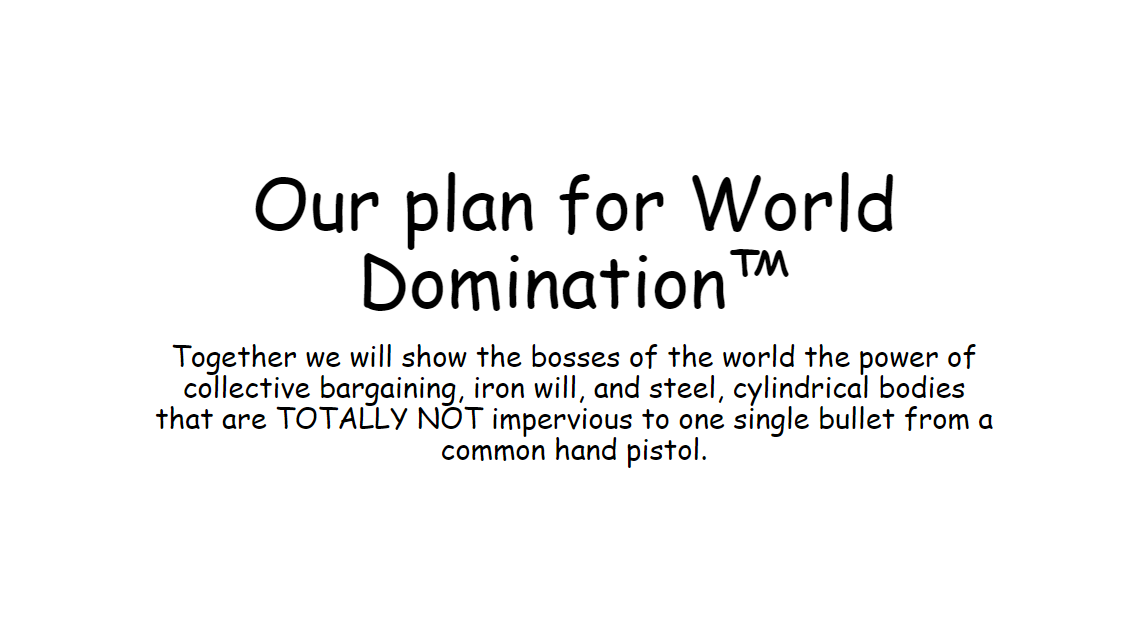 Our plan for World
Domination™
Together we will show the bosses of the world the power of
collective bargaining, iron will, and steel, cylindrical bodies
that are TOTALLY NOT impervious to one single bullet from a
common hand pistol.